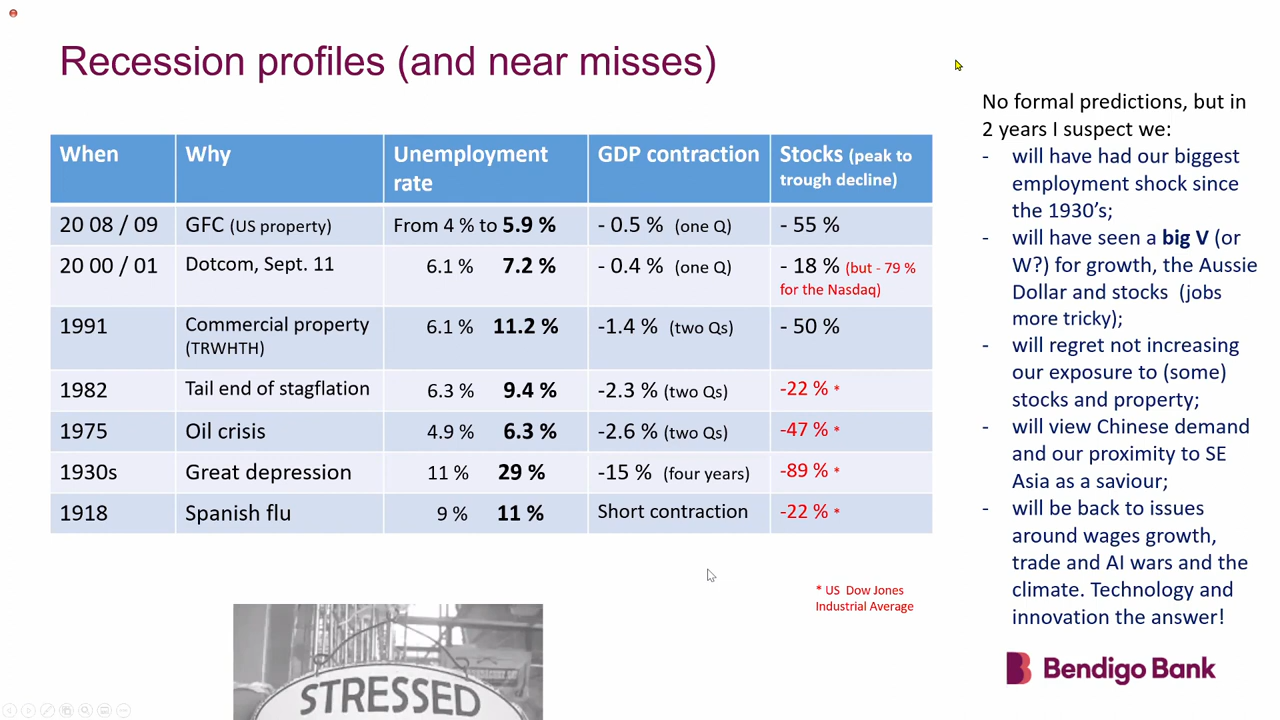 Recession profiles (and near misses)
When Why Unemployment rate GDP contraction Stocks (peak to trough decline)
20 08 / 09 GFC (US property) From 4 % to 5.9 % - 0.5 % (one Q) - 55 %
20 00 / 01 Dotcom, Sept. 11 6.1 % 7.2 % - 0.4 % (one Q) - 18 % (but - 79 % for the Nasdaq)
1991 Commercial property (TRWHTH) 6.1 % 11.2 % -1.4 % (two Qs) - 50 %
1982 Tail end of stagflation 6.3 % 9.4 % -2.3 % (two Qs) -22 % *
1975 Oil crisis 4.9 % 6.3 % -2.6 % (two Qs) -47 % *
1930s Great depression 11 % 29 % -15 % (four years) -89 % *
1918 Spanish flu 9 % 11 % Short contraction -22 % *
* US Dow Jones
Industrial Average
STRESSED
No formal predictions, but in
2 years I suspect we:
- will have had our biggest
employment shock since
the 1930's;
- will have seen a big V (or
W?) for growth, the Aussie
Dollar and stocks (jobs
more tricky);
- will regret not increasing
our exposure to (some)
stocks and property;
- will view Chinese demand
and our proximity to SE
Asia as a saviour;
- will be back to issues
around wages growth,
trade and AI wars and the
climate. Technology and
innovation the answer!
Bendigo Bank